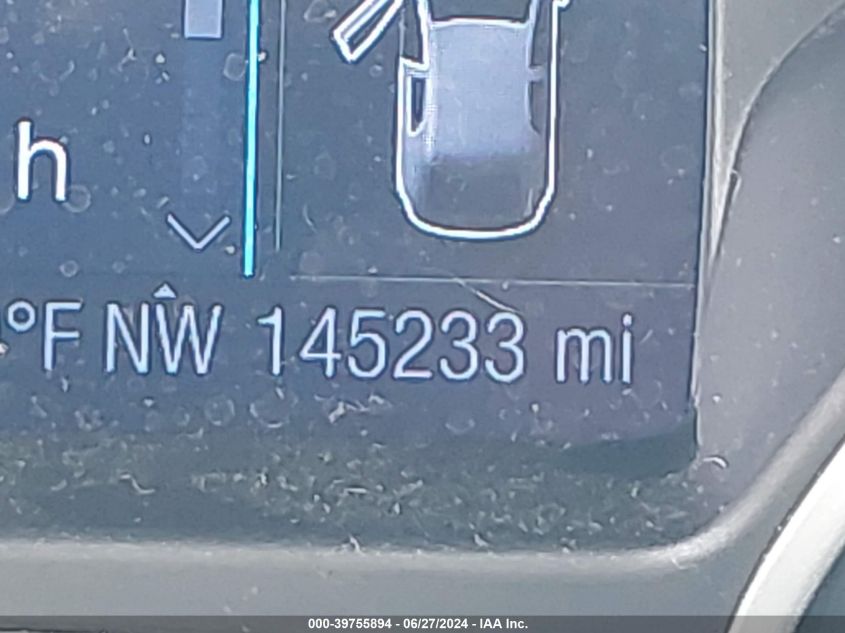 h
°F NW 145233 mi
000-39755894 - 06/27/2024 - IAA Inc.